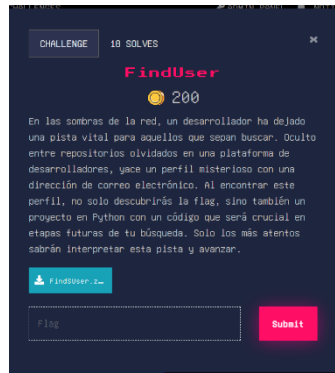 CHALLENGE 18 SOLVES ×
FindUser
200
En las sombras de la red, un desarrollador ha dejado
una pista vital para aquellos que sepan buscar. Oculto
entre repositorios olvidados en una plataforma de
desarrolladores, yace un perfil misterioso con una
dirección de correo electrónico. Al encontrar este
perfil, no solo descubrirás la flag, sino también un
proyecto en Python con un código que será crucial en
etapas futuras de tu búsqueda. Solo los más atentos
sabrán interpretar esta pista y avanzar.
FindSUser.z…
Flag
Submit